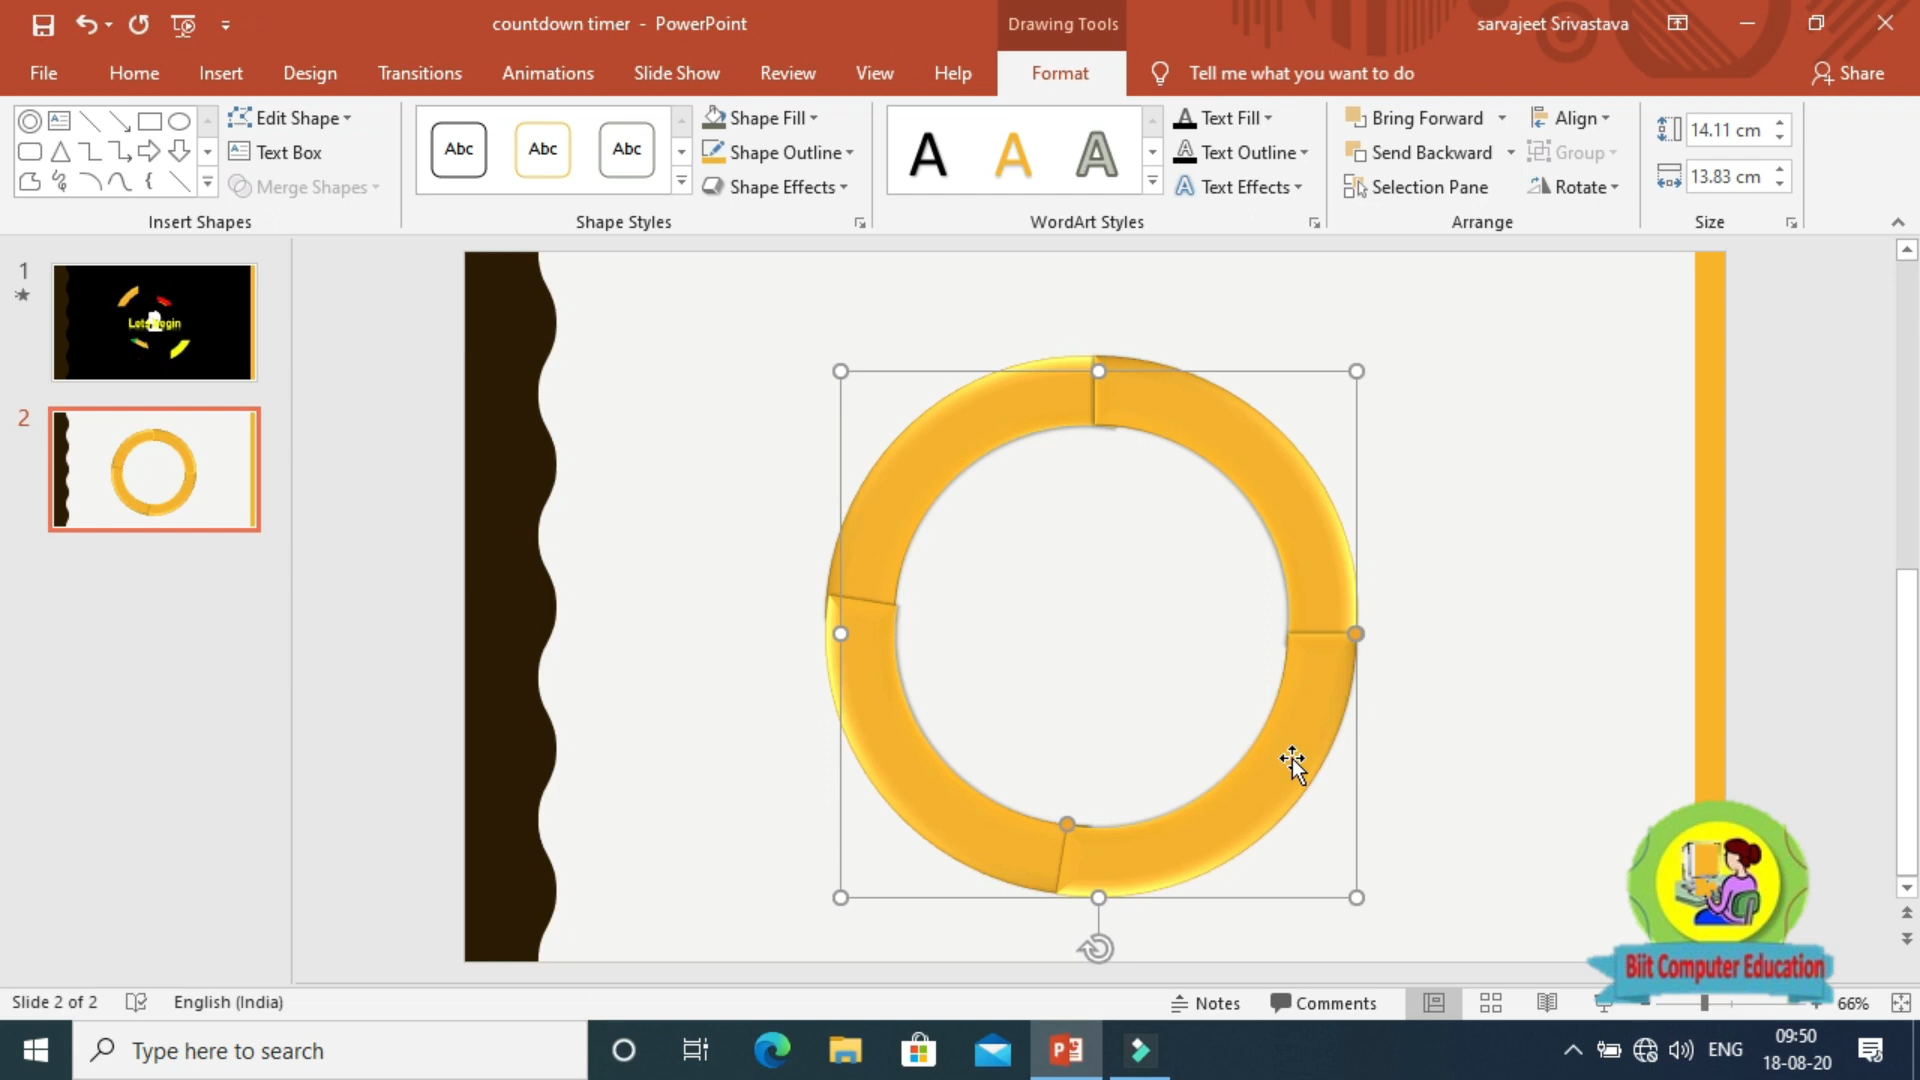 countdown timer - PowerPoint
Drawing Tools
sarvajeet Srivastava
File Home Insert Design Transitions Animations Slide Show Review View Help Format Tell me what you want to do Share
Edit Shape
Text Box
Merge Shapes
Insert Shapes
Abc Abc Abc
Shape Fill
Shape Outline
Shape Effects
Shape Styles
A A A
Text Fill
Text Outline
Text Effects
WordArt Styles
Bring Forward
Send Backward
Selection Pane
Align
Group
Rotate
Arrange
14.11 cm
13.83 cm
Size
1
2
Biit Computer Education
Slide 2 of 2 English (India) Notes Comments 66%
Type here to search
ENG
09:50
18-08-20